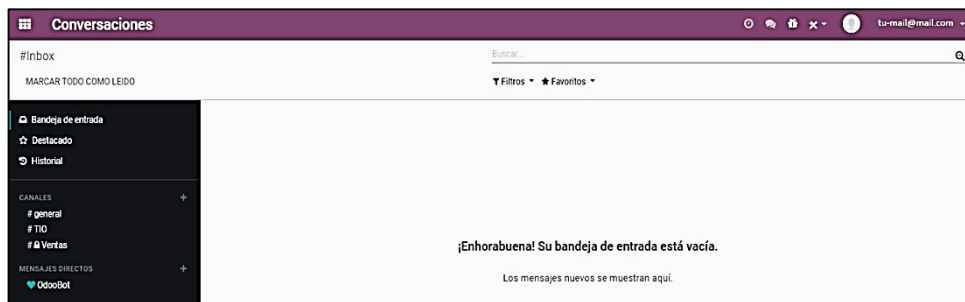 Conversaciones
tu-mail@mail.com
#Inbox
Buscar...
MARCAR TODO COMO LEIDO
Filtros
Favoritos
Bandeja de entrada
Destacado
Historial
CANALES +
# general
# TIO
# Ventas
MENSAJES DIRECTOS +
OdooBot
¡Enhorabuena! Su bandeja de entrada está vacía.
Los mensajes nuevos se muestran aquí.